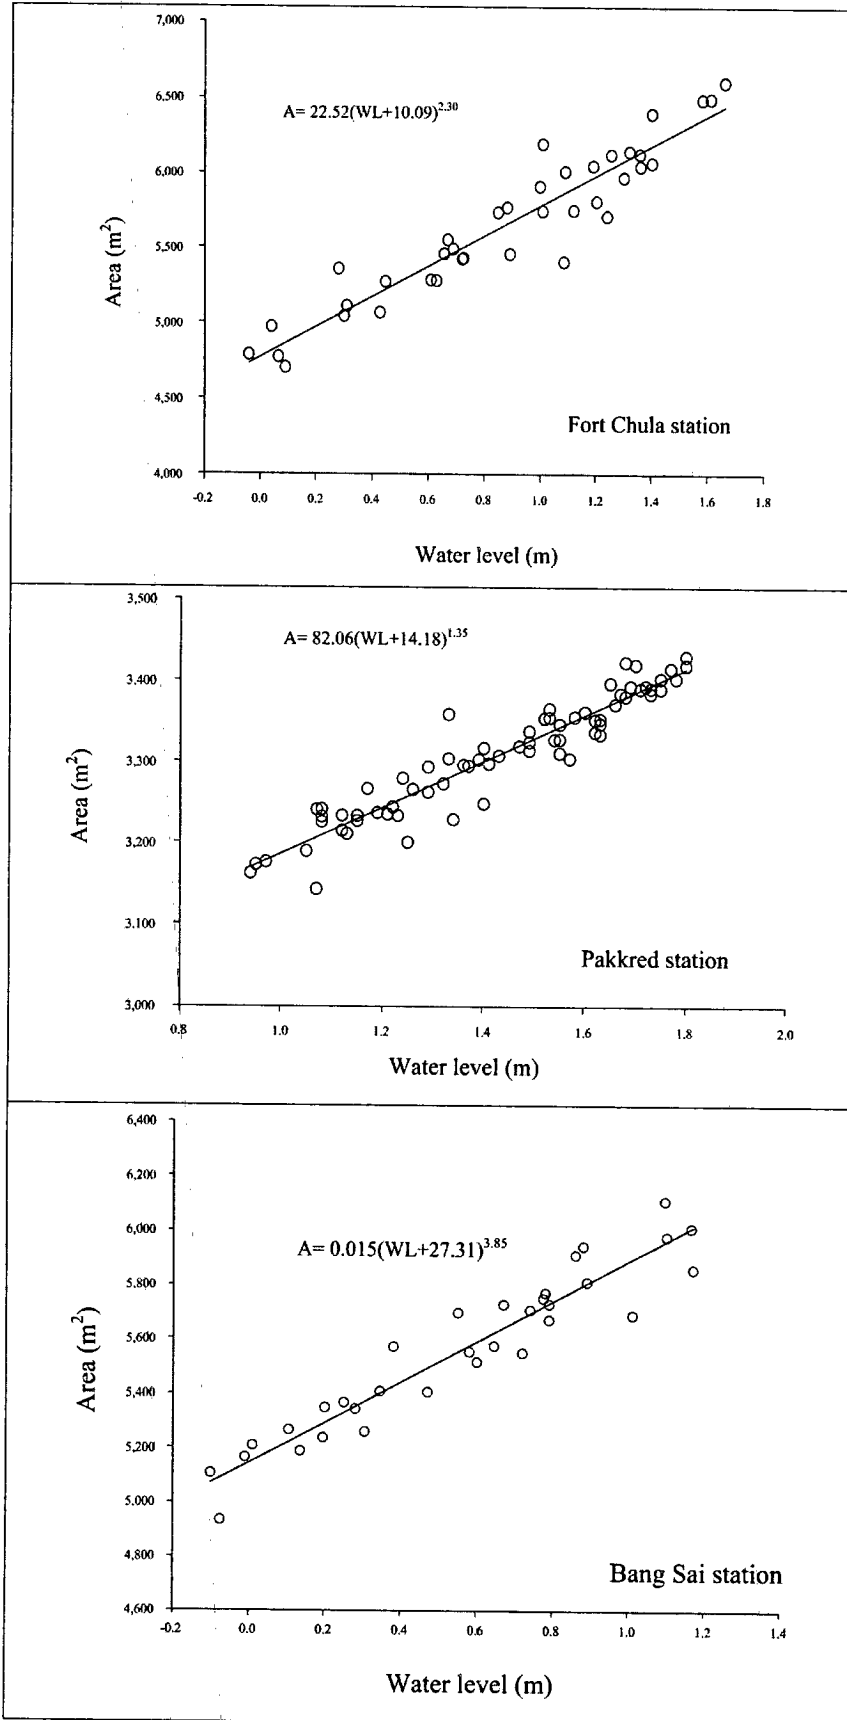 7,000
6,500
A= 22.52(WL+10.09)^2.30
6,000
Area (m²)
5,500
5,000
4,500
Fort Chula station
4,000
-0.2 0.0 0.2 0.4 0.6 0.8 1.0 1.2 1.4 1.6 1.8
Water level (m)
3,500
A= 82.06(WL+14.18)^1.35
3,400
3,300
Area (m²)
3,200
3.100
Pakkred station
3,000
0.8 1.0 1.2 1.4 1.6 1.8 2.0
Water level (m)
6,400
6,200
6,000
A= 0.015(WL+27.31)^3.85
5,800
Area (m²)
5,600
5,400
5,200
5,000
4,800
Bang Sai station
4,600
-0.2 0.0 0.2 0.4 0.6 0.8 1.0 1.2 1.4
Water level (m)